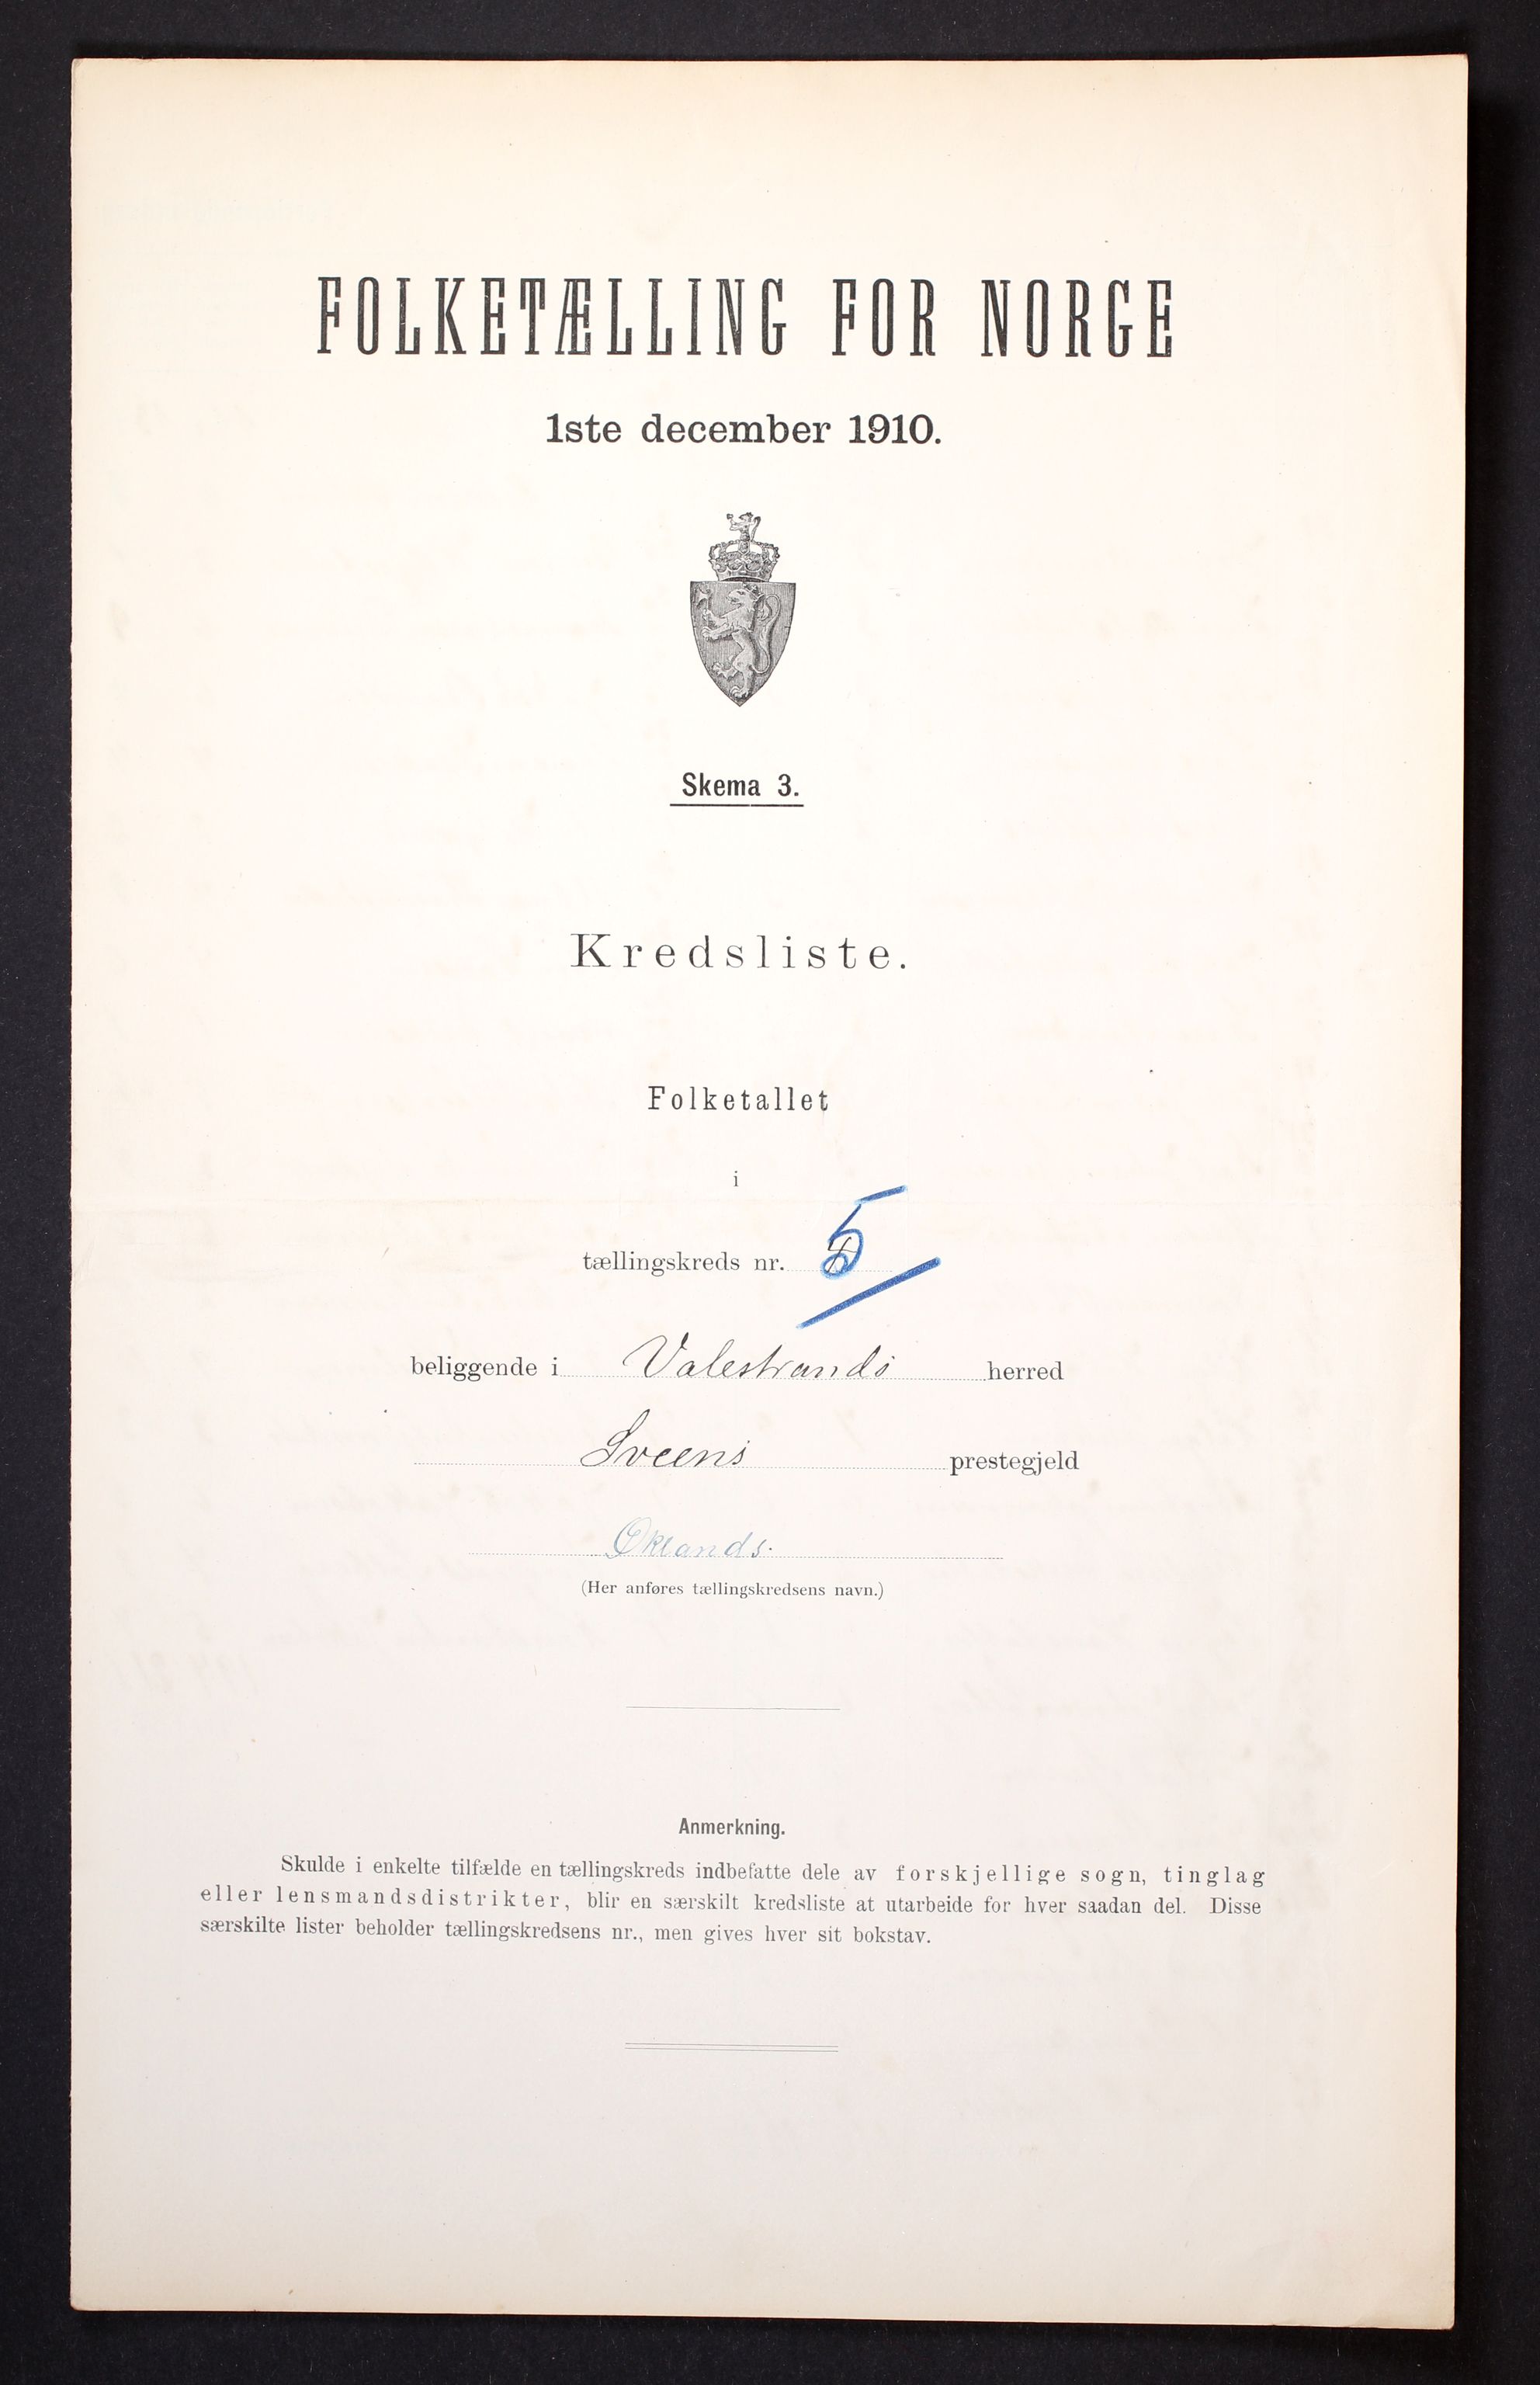 FOLKETÆLLING FOR NORGE
1ste december 1910.
Skema 3.
Kredsliste.
Folketallet
i
tællingskreds nr. 5
beliggende i Valestrands herred
Sveens prestegjeld
Øklands.
(Her anføres tællingskredsens navn.)
Anmerkning.
Skulde i enkelte tilfælde en tællingskreds indbefatte dele av forskjellige sogn, tinglag
eller lensmandsdistrikter, blir en særskilt kredsliste at utarbeide for hver saadan del. Disse
særskilte lister beholder tællingskredsens nr., men gives hver sit bokstav.